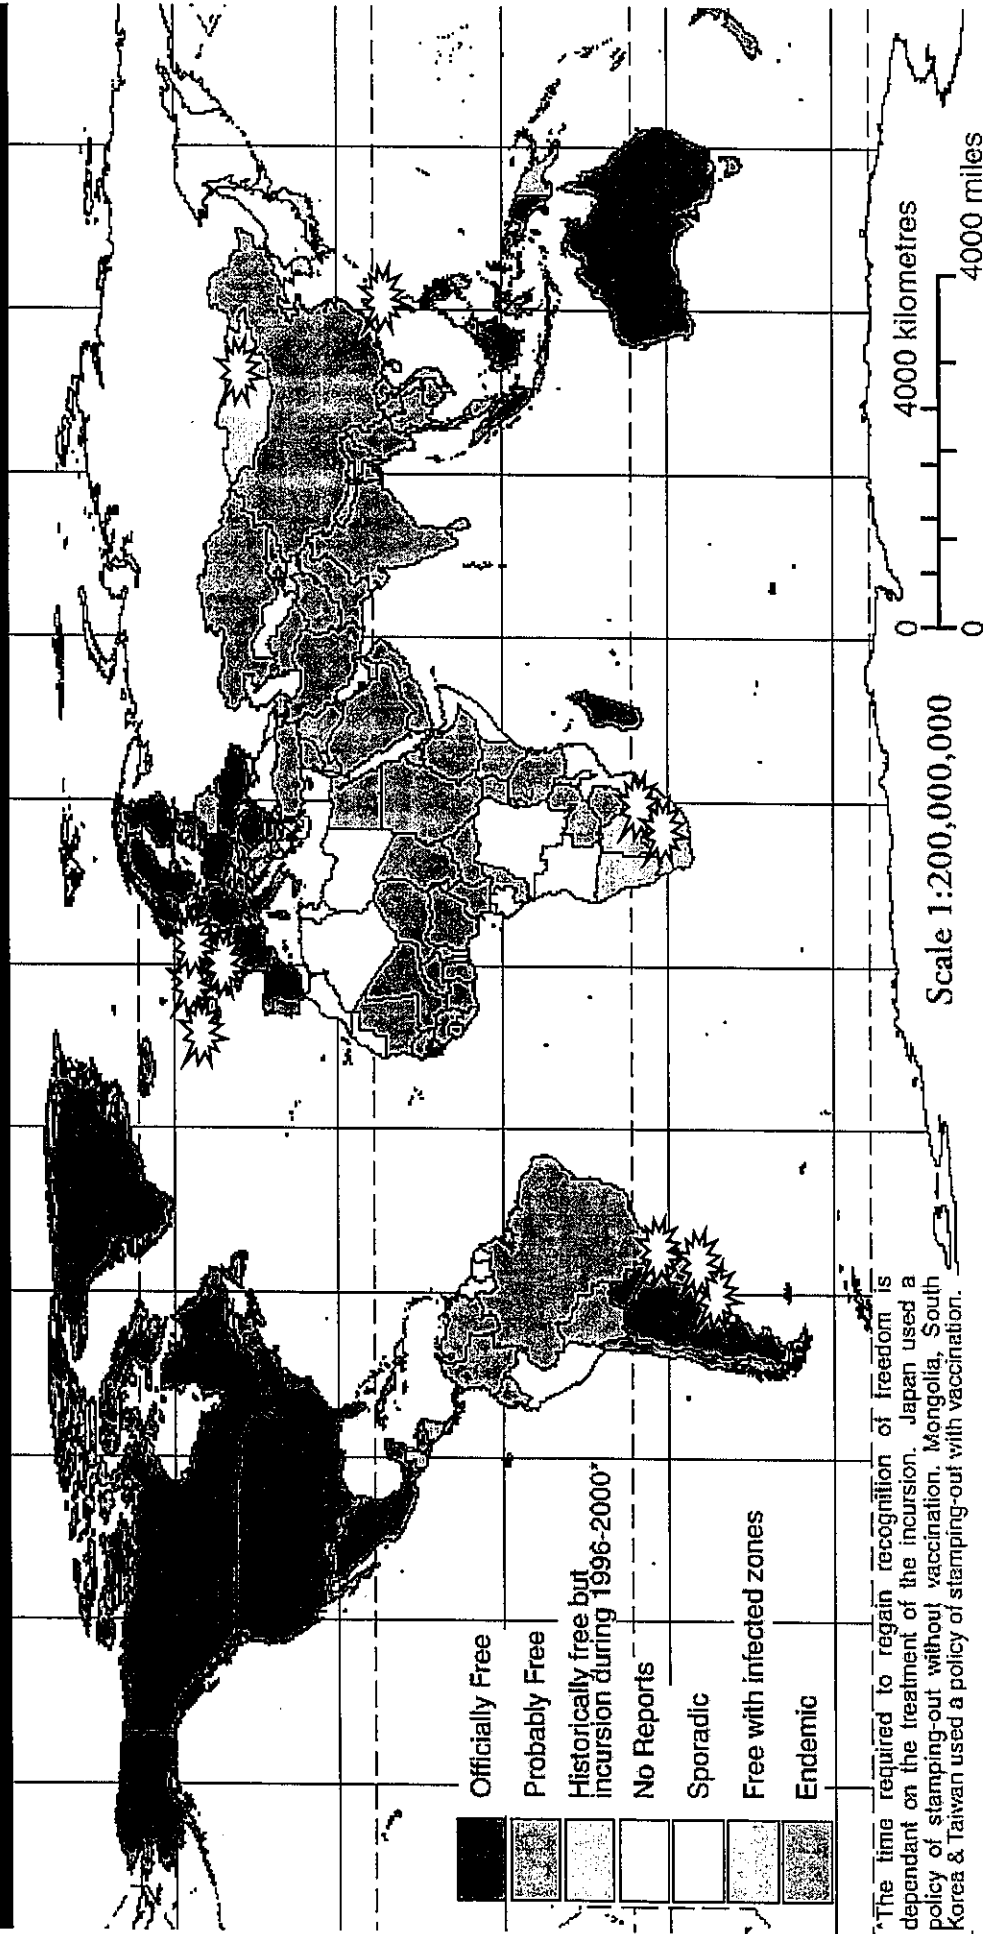 Officially Free
Probably Free
Historically free but
incursion during 1996-2000*
No Reports
Sporadic
Free with infected zones
Endemic
*The time required to regain recognition of freedom is
dependant on the treatment of the incursion. Japan used a
policy of stamping-out without vaccination. Mongolia, South
Korea & Taiwan used a policy of stamping-out with vaccination.
Scale 1:200,000,000
0 4000 kilometres
0 4000 miles